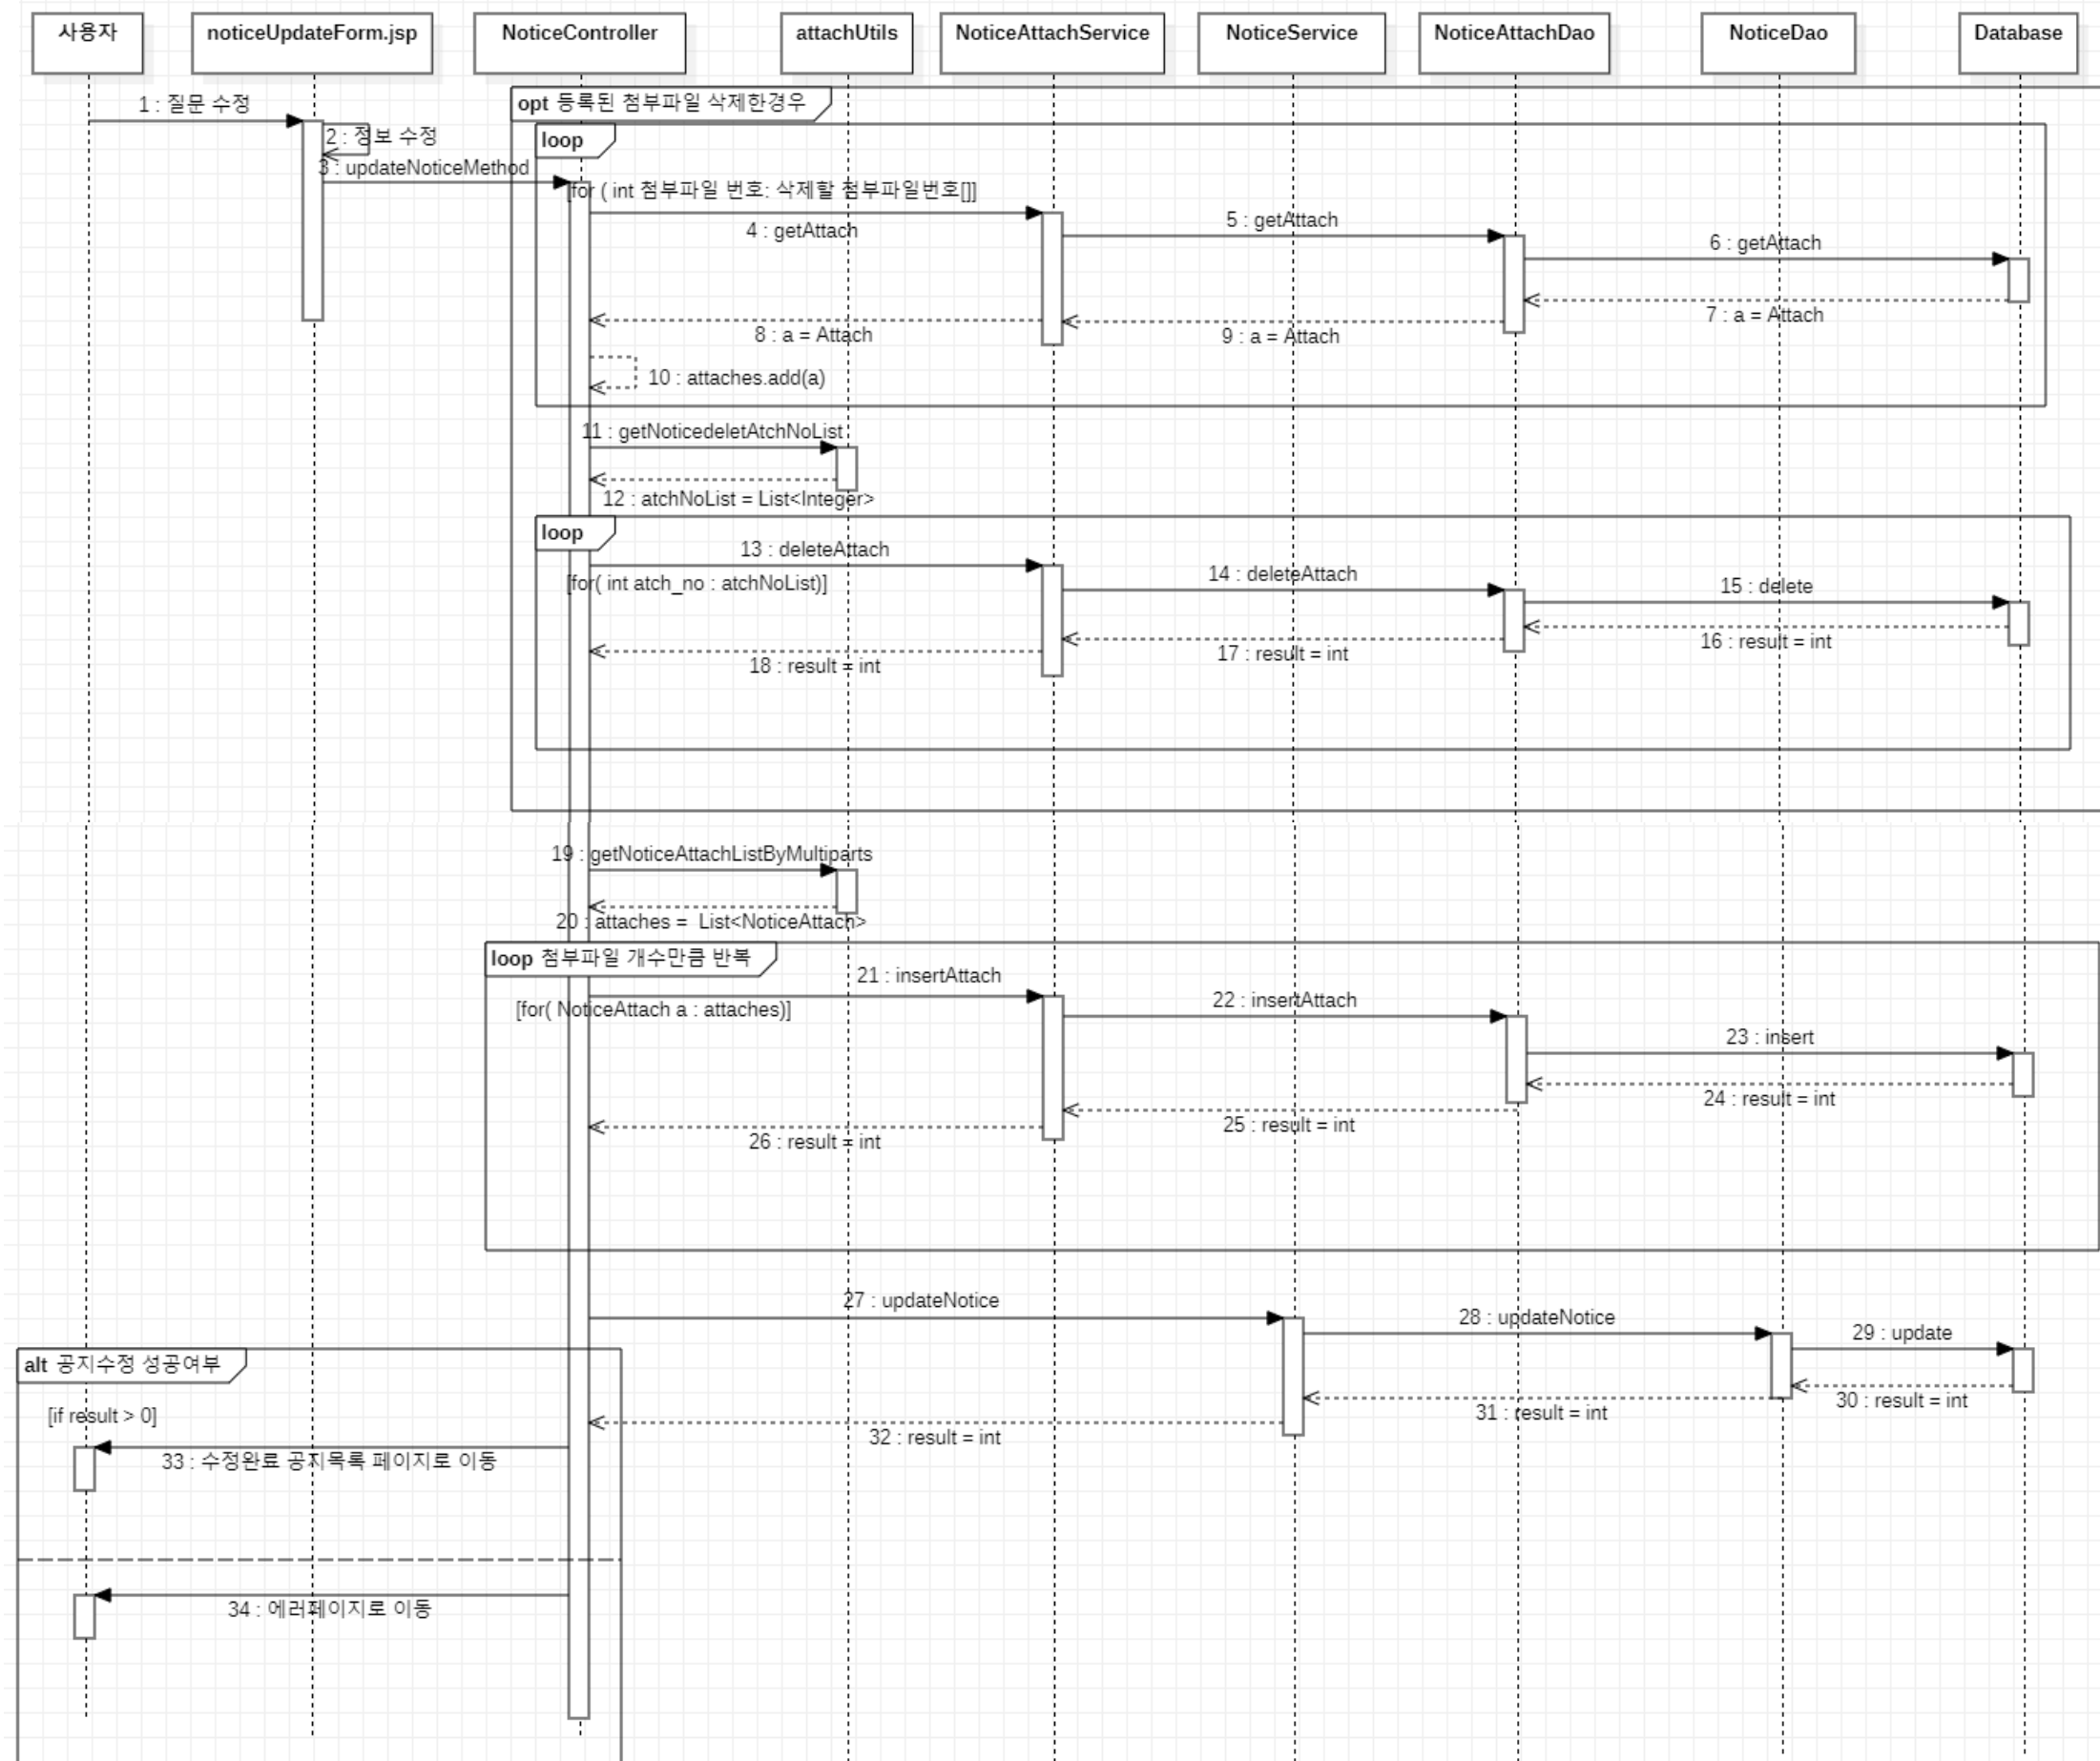 사용자
noticeUpdateForm.jsp
NoticeController
attachUtils
NoticeAttachService
NoticeService
NoticeAttachDao
NoticeDao
Database
1 : 질문 수정
opt 등록된 첨부파일 삭제한경우
2 : 정보 수정
loop
3 : updateNoticeMethod
[for ( int 첨부파일 번호: 삭제할 첨부파일번호[]]
4 : getAttach
5 : getAttach
6 : getAttach
7 : a = Attach
8 : a = Attach
9 : a = Attach
10 : attaches.add(a)
11 : getNoticedeletAtchNoList
12 : atchNoList = List<Integer>
loop
13 : deleteAttach
[for( int atch_no : atchNoList)]
14 : deleteAttach
15 : delete
16 : result = int
17 : result = int
18 : result = int
19 : getNoticeAttachListByMultiparts
20 : attaches =  List<NoticeAttach>
loop 첨부파일 개수만큼 반복
21 : insertAttach
[for( NoticeAttach a : attaches)]
22 : insertAttach
23 : insert
24 : result = int
25 : result = int
26 : result = int
27 : updateNotice
28 : updateNotice
29 : update
30 : result = int
31 : result = int
32 : result = int
alt 공지수정 성공여부
[if result > 0]
33 : 수정완료 공지목록 페이지로 이동
34 : 에러페이지로 이동